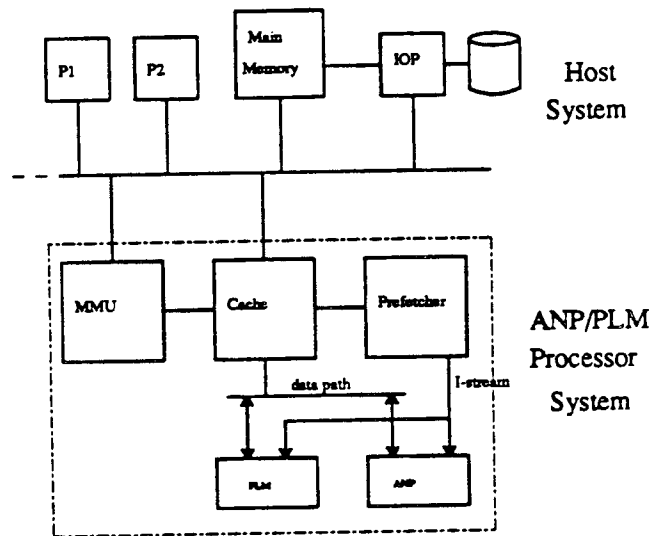 P1
P2
Main
Memory
IOP
Host
System
MMU
Cache
Prefetcher
ANP/PLM
Processor
System
data path
I-stream
PLM
ANP